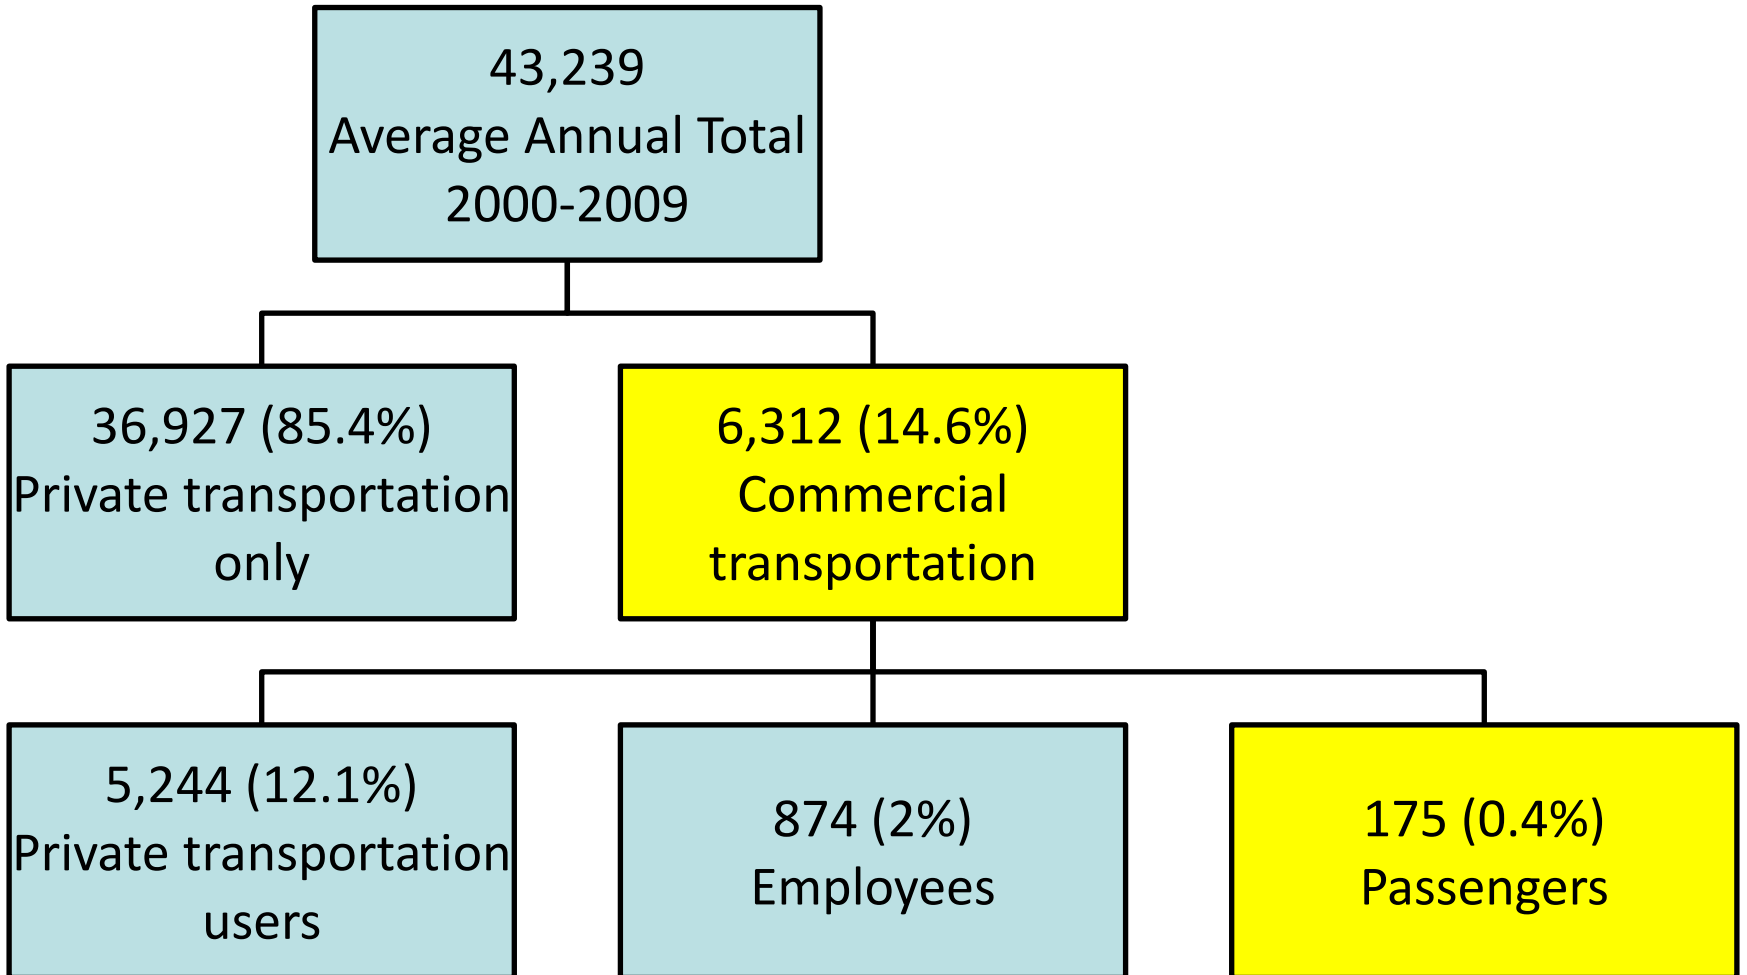 43,239
Average Annual Total
2000-2009
36,927 (85.4%)
Private transportation
only
6,312 (14.6%)
Commercial
transportation
5,244 (12.1%)
Private transportation
users
874 (2%)
Employees
175 (0.4%)
Passengers